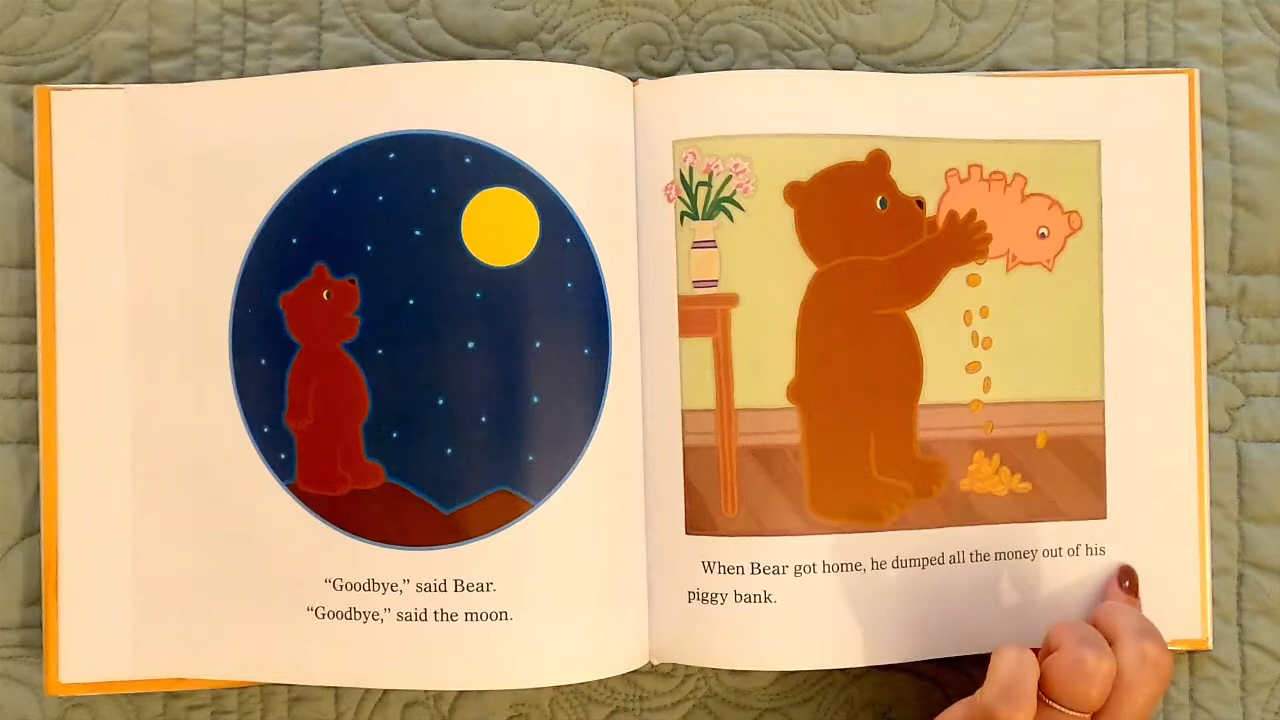 “Goodbye,” said Bear.
“Goodbye,” said the moon.
When Bear got home, he dumped all the money out of his
piggy bank.